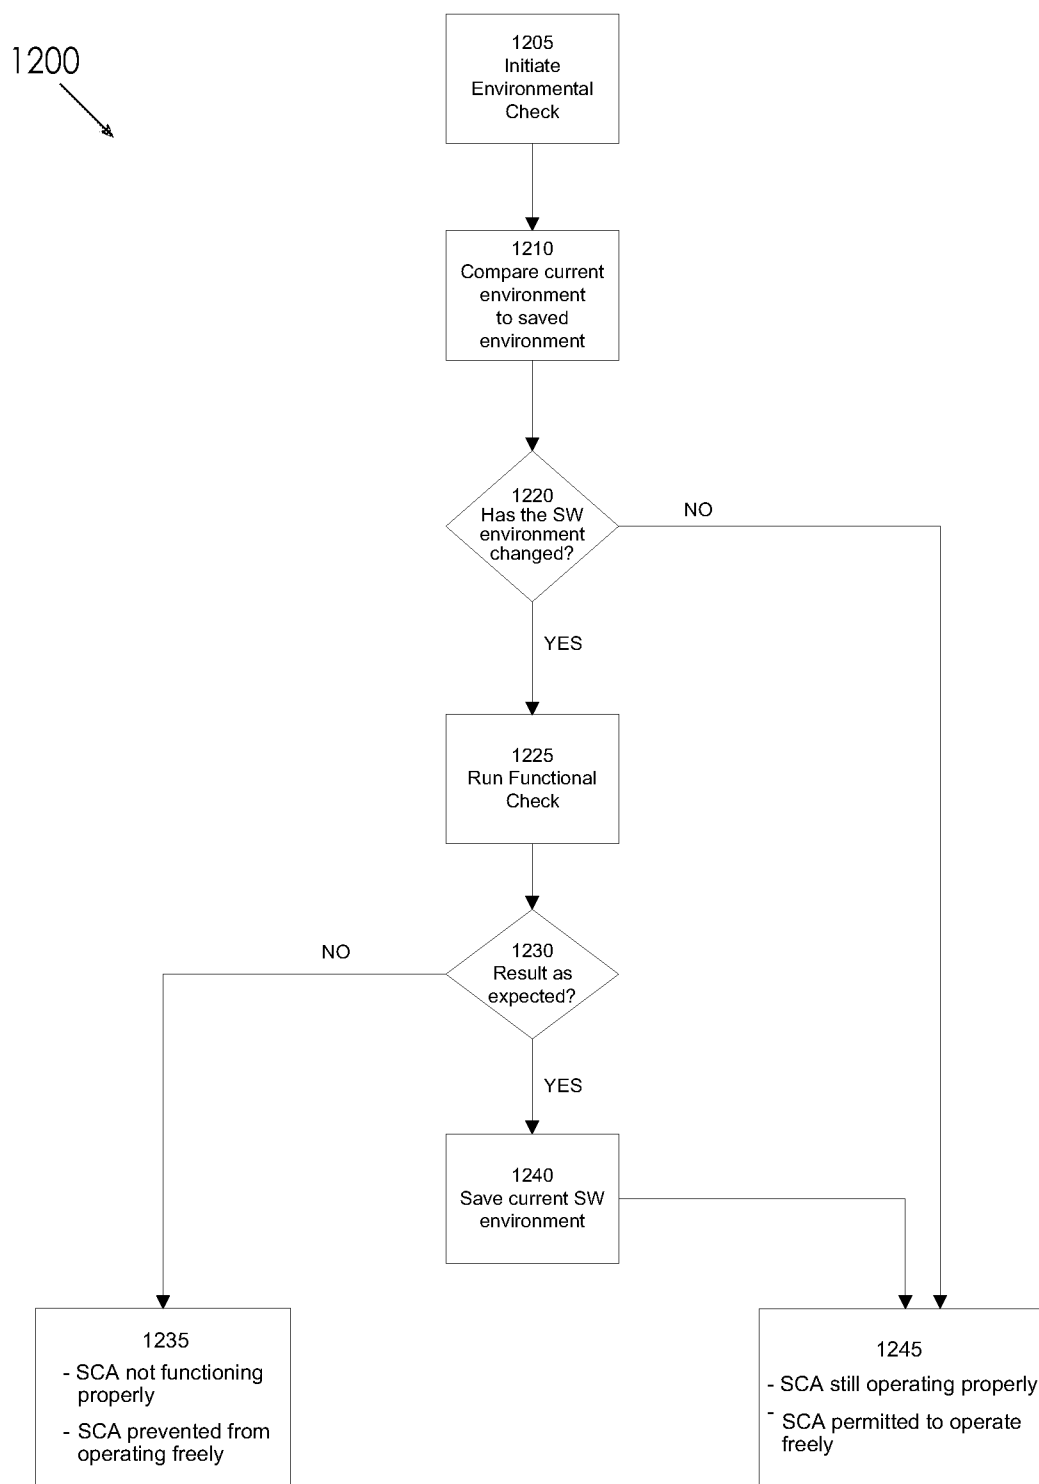 1200
1205
Initiate
Environmental
Check
1210
Compare current
environment
to saved
environment
1220
Has the SW
environment
changed?
NO
YES
1225
Run Functional
Check
1230
Result as
expected?
NO
YES
1240
Save current SW
environment
1235
- SCA not functioning
properly
- SCA prevented from
operating freely
1245
- SCA still operating properly
- SCA permitted to operate
freely